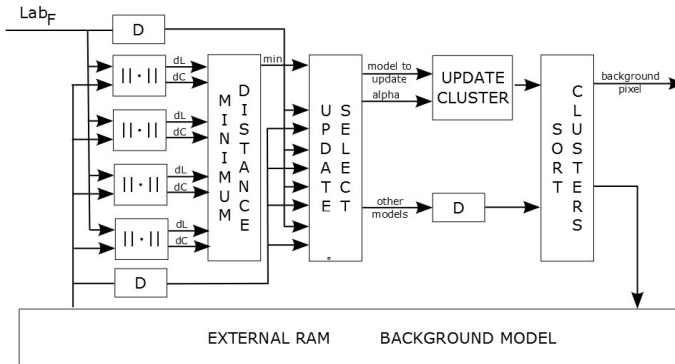 Lab_F
D
|| · ||
dL
dC
|| · ||
dL
dC
|| · ||
dL
dC
|| · ||
dL
dC
D
MINIMUM
DISTANCE
min
UPDATE
SELECT
model to
update
alpha
other
models
UPDATE
CLUSTER
D
SORT
CLUSTERS
background
pixel
EXTERNAL RAM BACKGROUND MODEL